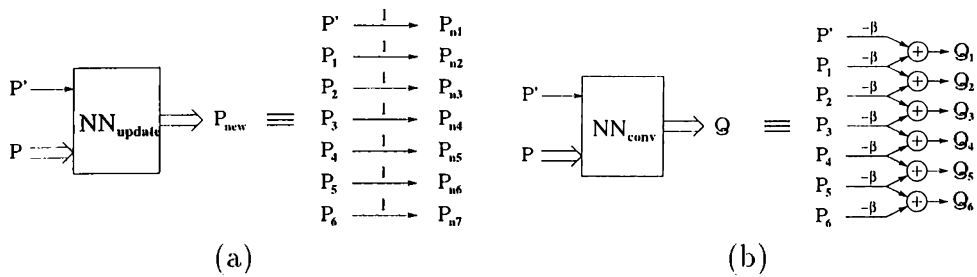 P' 1 P_n1
P_1 1 P_n2
P_2 1 P_n3
P_3 1 P_n4
P_4 1 P_n5
P_5 1 P_n6
P_6 1 P_n7
P'
P
NN_update
P_new
≡
(a)
P'
P
NN_conv
Q
≡
P' -β + Q_1
P_1 -β + Q_2
P_2 -β + Q_3
P_3 -β + Q_4
P_4 -β + Q_5
P_5 -β + Q_6
P_6 -β
(b)